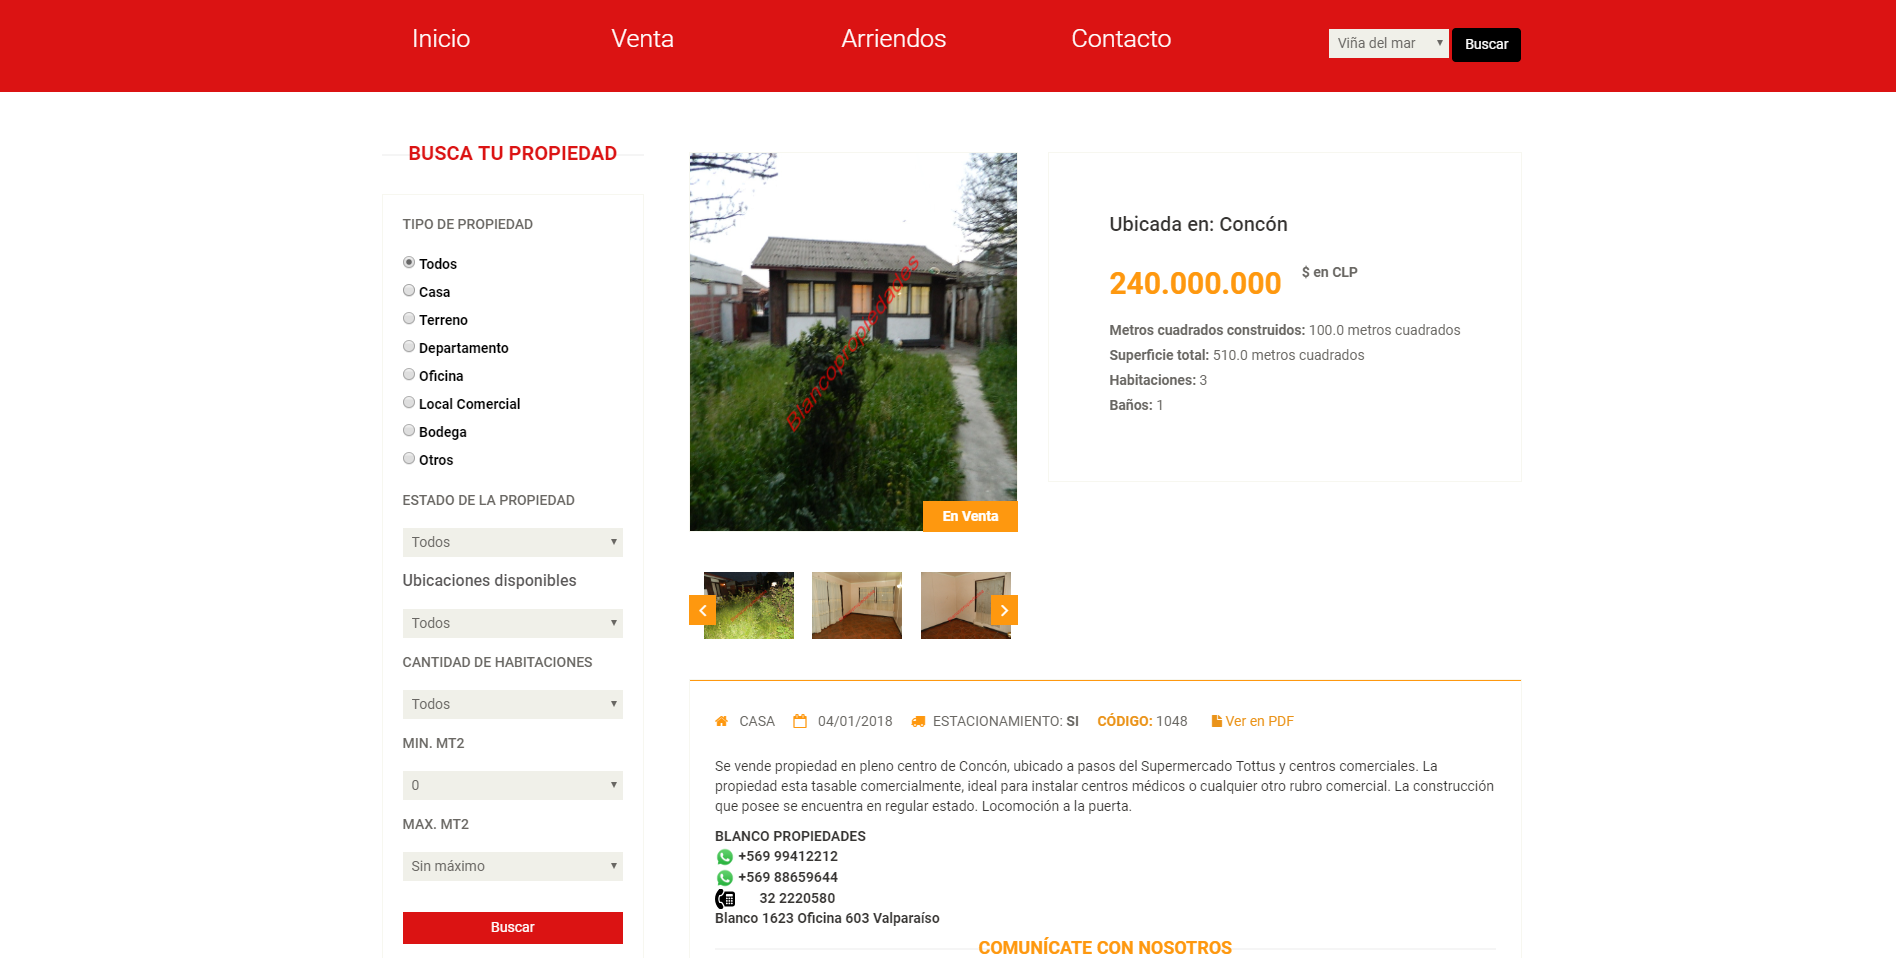 Inicio
Venta
Arriendos
Contacto
Viña del mar
Buscar
BUSCA TU PROPIEDAD
TIPO DE PROPIEDAD
Todos
Casa
Terreno
Departamento
Oficina
Local Comercial
Bodega
Otros
ESTADO DE LA PROPIEDAD
Todos
Ubicaciones disponibles
Todos
CANTIDAD DE HABITACIONES
Todos
MIN. MT2
0
MAX. MT2
Sin máximo
Buscar
Blancopropiedades
En Venta
Ubicada en: Concón
240.000.000 $ en CLP
Metros cuadrados construidos: 100.0 metros cuadrados
Superficie total: 510.0 metros cuadrados
Habitaciones: 3
Baños: 1
CASA 04/01/2018 ESTACIONAMIENTO: SI CÓDIGO: 1048 Ver en PDF
Se vende propiedad en pleno centro de Concón, ubicado a pasos del Supermercado Tottus y centros comerciales. La
propiedad esta tasable comercialmente, ideal para instalar centros médicos o cualquier otro rubro comercial. La construcción
que posee se encuentra en regular estado. Locomoción a la puerta.
BLANCO PROPIEDADES
+569 99412212
+569 88659644
32 2220580
Blanco 1623 Oficina 603 Valparaíso
COMUNÍCATE CON NOSOTROS